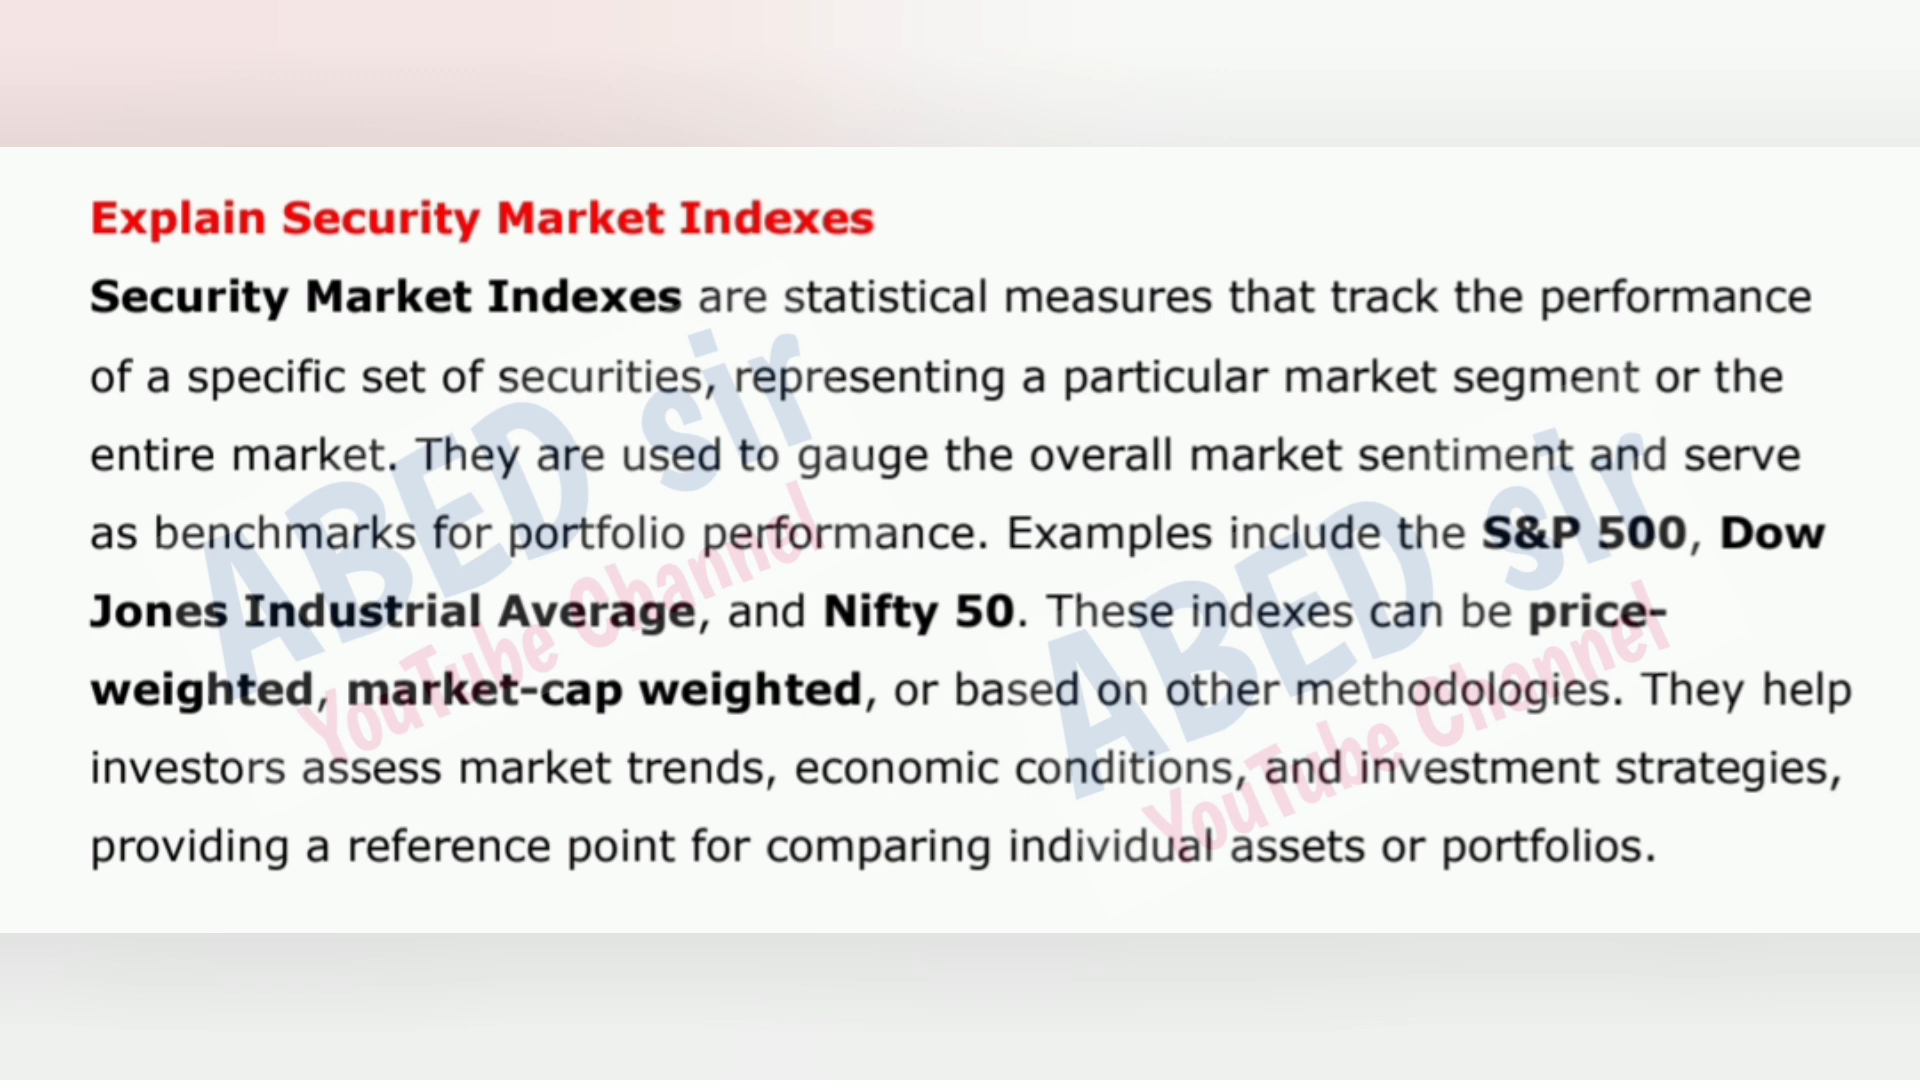 Explain Security Market Indexes
Security Market Indexes are statistical measures that track the performance
of a specific set of securities, representing a particular market segment or the
entire market. They are used to gauge the overall market sentiment and serve
as benchmarks for portfolio performance. Examples include the S&P 500, Dow
Jones Industrial Average, and Nifty 50. These indexes can be price-
weighted, market-cap weighted, or based on other methodologies. They help
investors assess market trends, economic conditions, and investment strategies,
providing a reference point for comparing individual assets or portfolios.
ABED sir
YouTube Channel
ABED sir
YouTube Channel